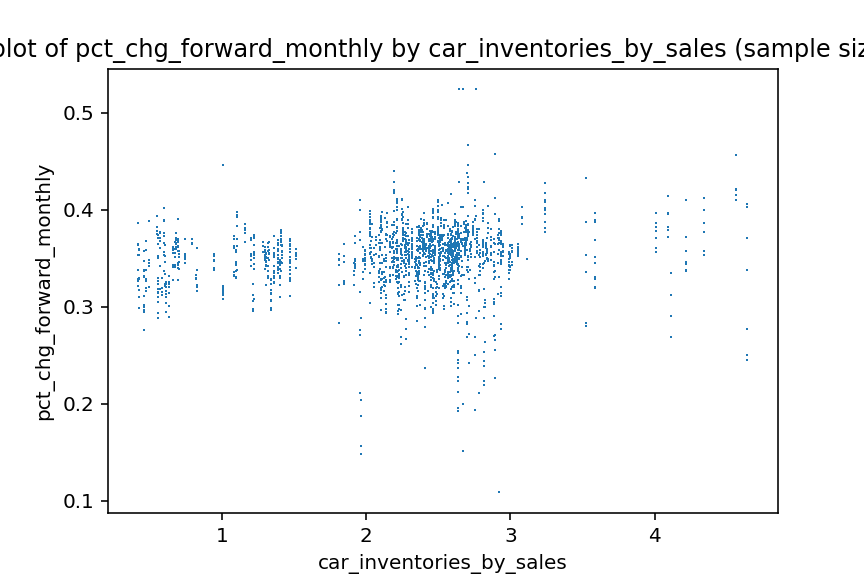 plot of pct_chg_forward_monthly by car_inventories_by_sales (sample siz
0.5
0.4
0.3
0.2
0.1
pct_chg_forward_monthly
1 2 3 4
car_inventories_by_sales